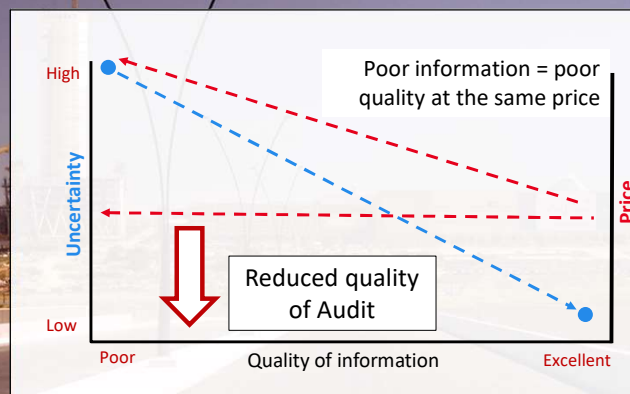 High
Poor information = poor
quality at the same price
Uncertainty
Price
Reduced quality
of Audit
Low
Poor
Quality of information
Excellent